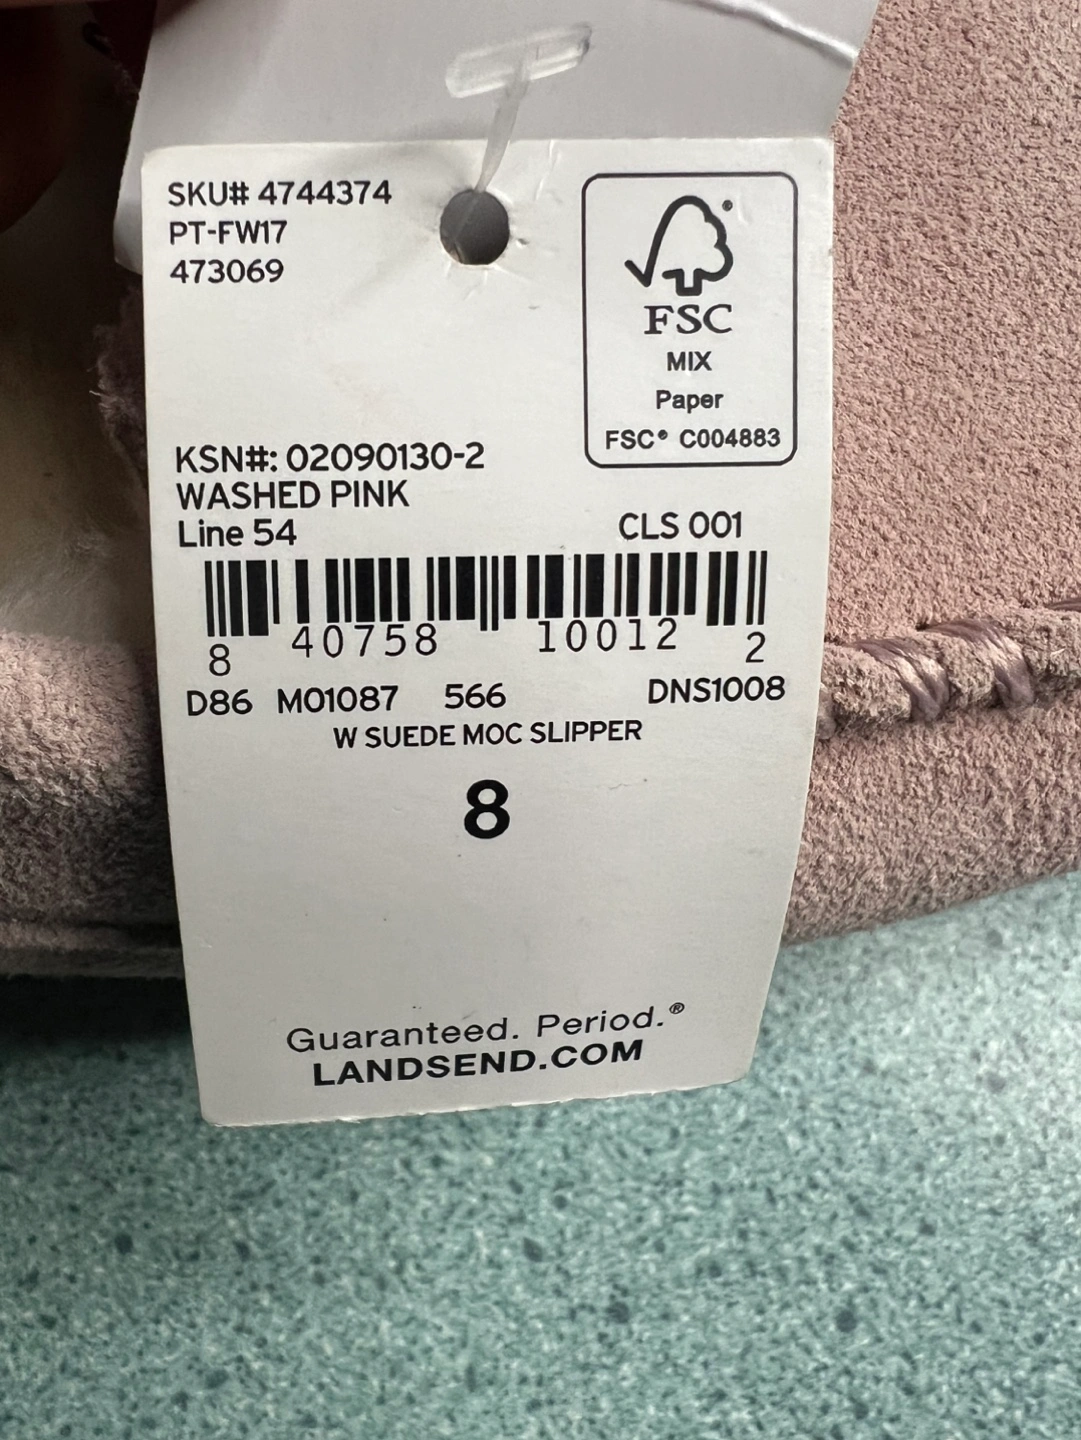 SKU# 4744374
PT-FW17
473069
FSC
MIX
Paper
FSC® C004883
KSN#: 02090130-2
WASHED PINK
Line 54 CLS 001
8 40758 10012 2
D86 M01087 566 DNS1008
W SUEDE MOC SLIPPER
8
Guaranteed. Period.®
LANDSEND.COM